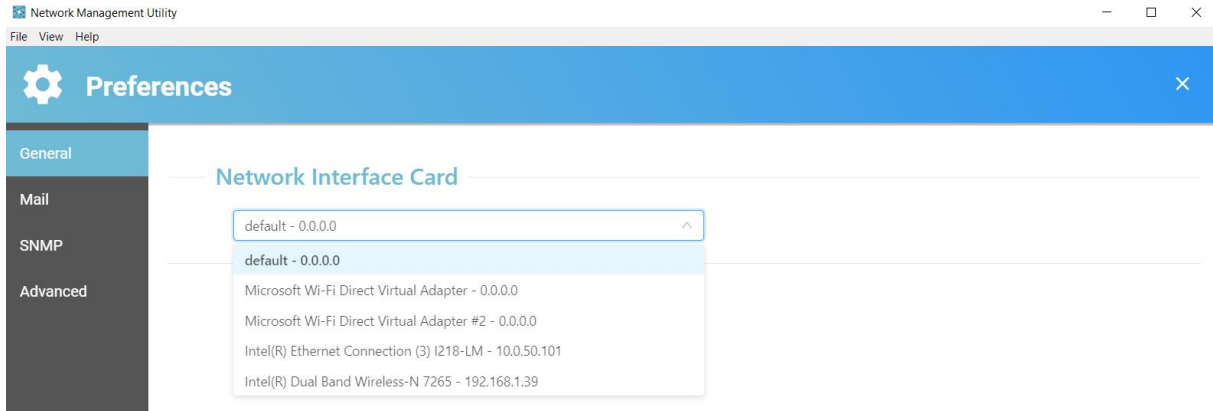 Network Management Utility
File View Help
Preferences
General
Mail
SNMP
Advanced
Network Interface Card
default - 0.0.0.0
default - 0.0.0.0
Microsoft Wi-Fi Direct Virtual Adapter - 0.0.0.0
Microsoft Wi-Fi Direct Virtual Adapter #2 - 0.0.0.0
Intel(R) Ethernet Connection (3) I218-LM - 10.0.50.101
Intel(R) Dual Band Wireless-N 7265 - 192.168.1.39